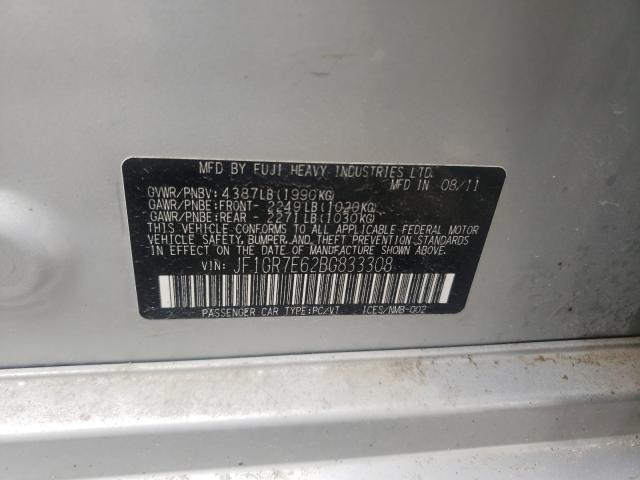 MFD BY FUJI HEAVY INDUSTRIES LTD.
MFD IN 08/11
GVWR/PNBV: 4387LB(1990KG)
GAWR/PNBE:FRONT- 2249LB(1020KG)
GAWR/PNBE:REAR - 2271LB(1030KG)
THIS VEHICLE CONFORMS TO ALL APPLICABLE FEDERAL MOTOR
VEHICLE SAFETY, BUMPER, AND THEFT PREVENTION STANDARDS
IN EFFECT ON THE DATE OF MANUFACTURE SHOWN ABOVE.
VIN: JF1GR7E62BG833308
PASSENGER CAR TYPE:PC/VT ICES/NMB-002